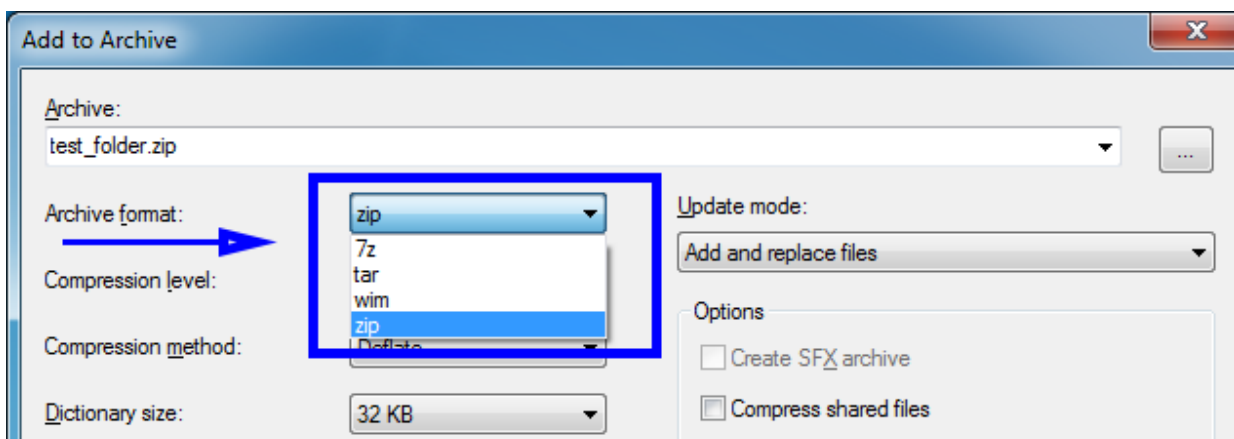 Add to Archive
Archive:
test_folder.zip
...
Archive format:
zip
7z
tar
wim
zip
Update mode:
Add and replace files
Compression level:
Options
Compression method:
Deflate
Create SFX archive
Dictionary size:
32 KB
Compress shared files